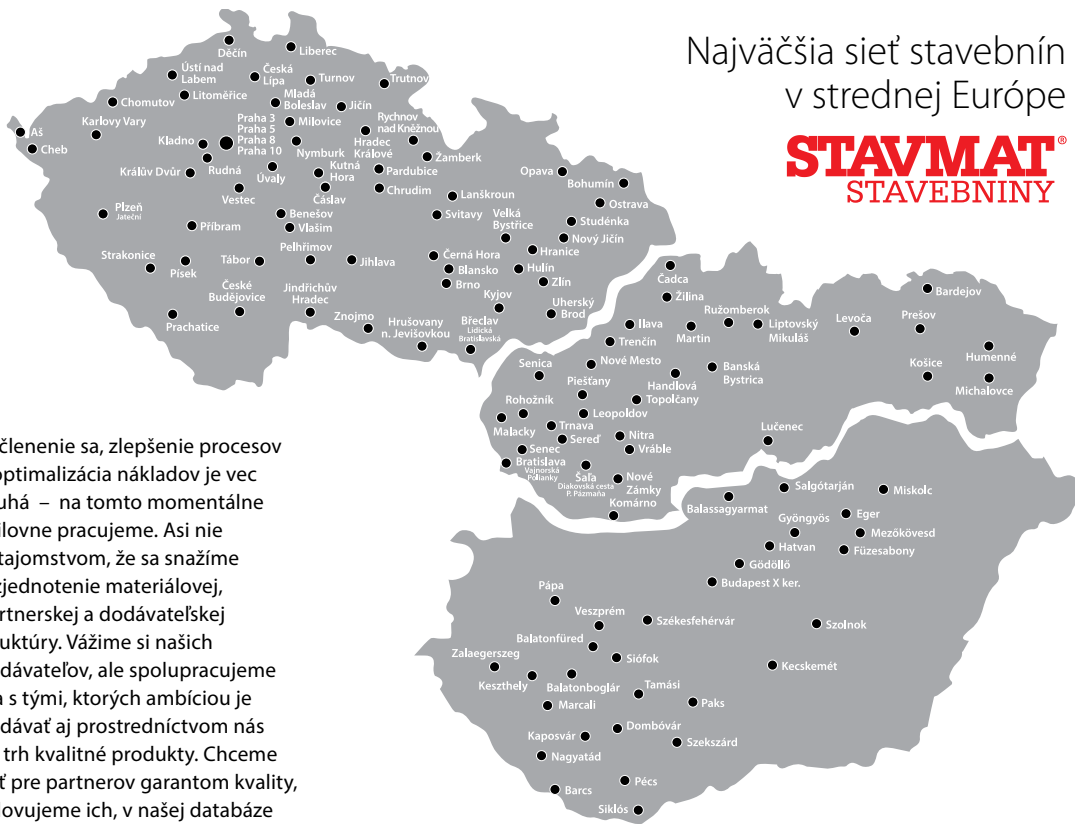 Najväčšia sieť stavebnín
v strednej Európe
STAVMAT®
STAVEBNINY
Děčín
Liberec
Ústí nad
Labem
Česká
Lípa
Turnov
Trutnov
Chomutov
Litoměřice
Mladá
Boleslav
Jičín
Rychnov
nad Kněžnou
Karlovy Vary
Aš
Cheb
Praha 3
Praha 5
Praha 8
Praha 10
Milovice
Kladno
Nymburk
Hradec
Králové
Žamberk
Králův Dvůr
Rudná
Úvaly
Kutná
Hora
Pardubice
Opava
Bohumín
Vestec
Čáslav
Chrudim
Lanškroun
Ostrava
Plzeň
Jateční
Příbram
Benešov
Vlašim
Svitavy
Velká
Bystřice
Studénka
Nový Jičín
Strakonice
Písek
Tábor
Pelhřimov
Jihlava
Černá Hora
Blansko
Brno
Hranice
Hulín
Zlín
České
Budějovice
Jindřichův
Hradec
Kyjov
Uherský
Brod
Prachatice
Znojmo
Hrušovany
n. Jevišovkou
Břeclav
Lidická
Bratislavská
Čadca
Žilina
Bardejov
Ilava
Martin
Ružomberok
Liptovský
Mikuláš
Levoča
Prešov
Trenčín
Humenné
Senica
Nové Mesto
Banská
Bystrica
Košice
Michalovce
Piešťany
Handlová
Topolčany
Rohožník
Leopoldov
Malacky
Trnava
Sereď
Nitra
Vráble
Lučenec
Senec
Bratislava
Vajnorská
Polianky
Šaľa
Diakovská cesta
P. Pázmaňa
Nové
Zámky
Komárno
Balassagyarmat
Salgótarján
Miskolc
Gyöngyös
Eger
Mezőkövesd
Hatvan
Füzesabony
Gödöllő
Budapest X ker.
Pápa
Veszprém
Székesfehérvár
Szolnok
Balatonfüred
Zalaegerszeg
Siófok
Kecskemét
Keszthely
Balatonboglár
Tamási
Marcali
Paks
Kaposvár
Dombóvár
Szekszárd
Nagyatád
Barcs
Pécs
Siklós
členenie sa, zlepšenie procesov
optimalizácia nákladov je vec
uhá – na tomto momentálne
ilovne pracujeme. Asi nie
tajomstvom, že sa snažíme
zjednotenie materiálovej,
rtnerskej a dodávateľskej
uktúry. Vážime si našich
dávateľov, ale spolupracujeme
a s tými, ktorých ambíciou je
dávať aj prostredníctvom nás
trh kvalitné produkty. Chceme
ť pre partnerov garantom kvality,
lovujeme ich, v našej databáze